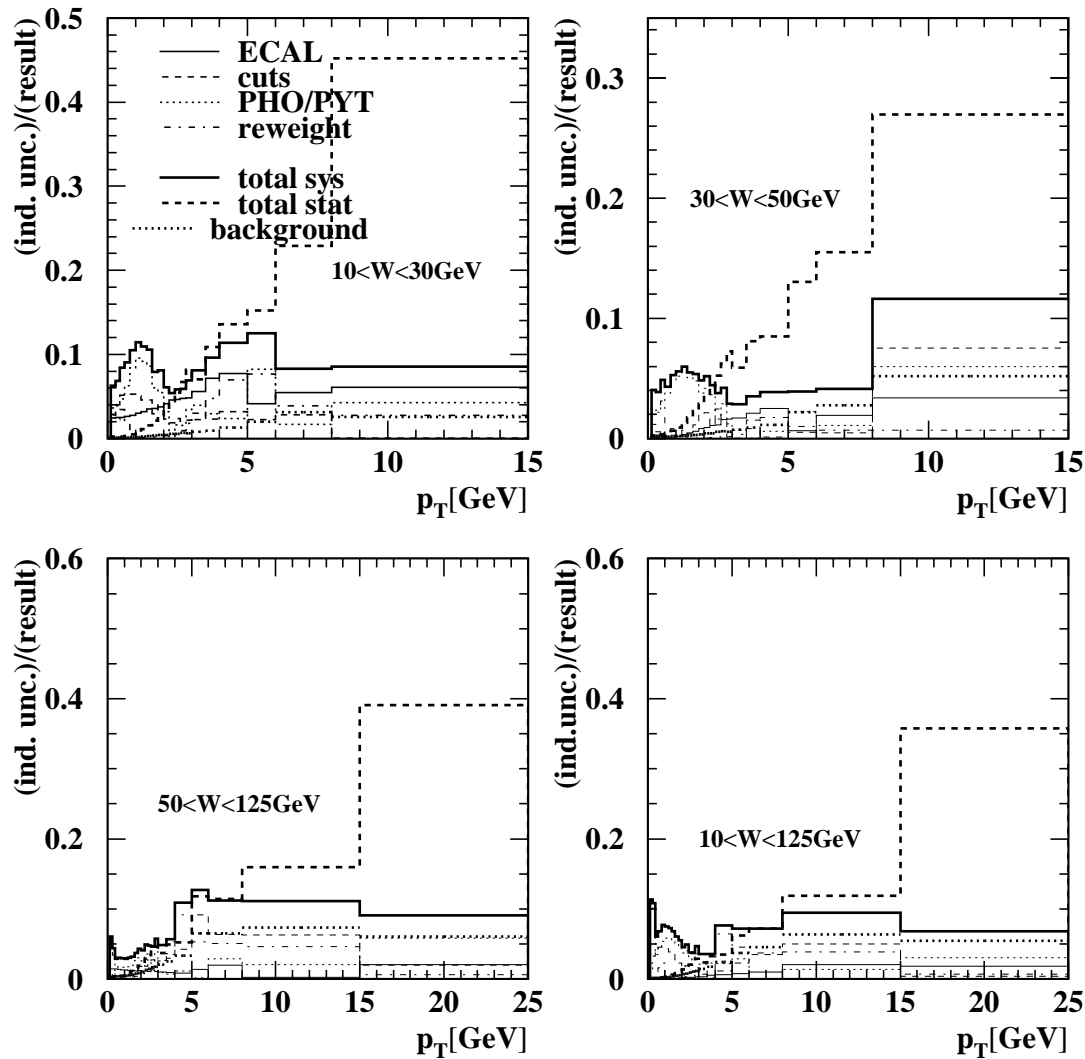 (ind. unc.)/(result)
0.5
0.4
0.3
0.2
0.1
0
ECAL
cuts
PHO/PYT
reweight
total sys
total stat
background
10<W<30GeV
0 5 10 15
p_T[GeV]
(ind. unc.)/(result)
0.3
0.2
0.1
0
30<W<50GeV
0 5 10 15
p_T[GeV]
(ind. unc.)/(result)
0.6
0.4
0.2
0
50<W<125GeV
0 5 10 15 20 25
p_T[GeV]
(ind.unc.)/(result)
0.6
0.4
0.2
0
10<W<125GeV
0 5 10 15 20 25
p_T[GeV]